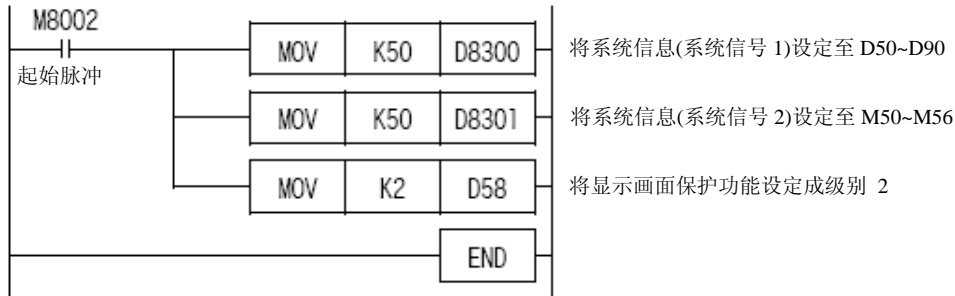 M8002
起始脉冲
MOV K50 D8300 将系统信息(系统信号 1)设定至 D50~D90
MOV K50 D8301 将系统信息(系统信号 2)设定至 M50~M56
MOV K2 D58 将显示画面保护功能设定成级别 2
END